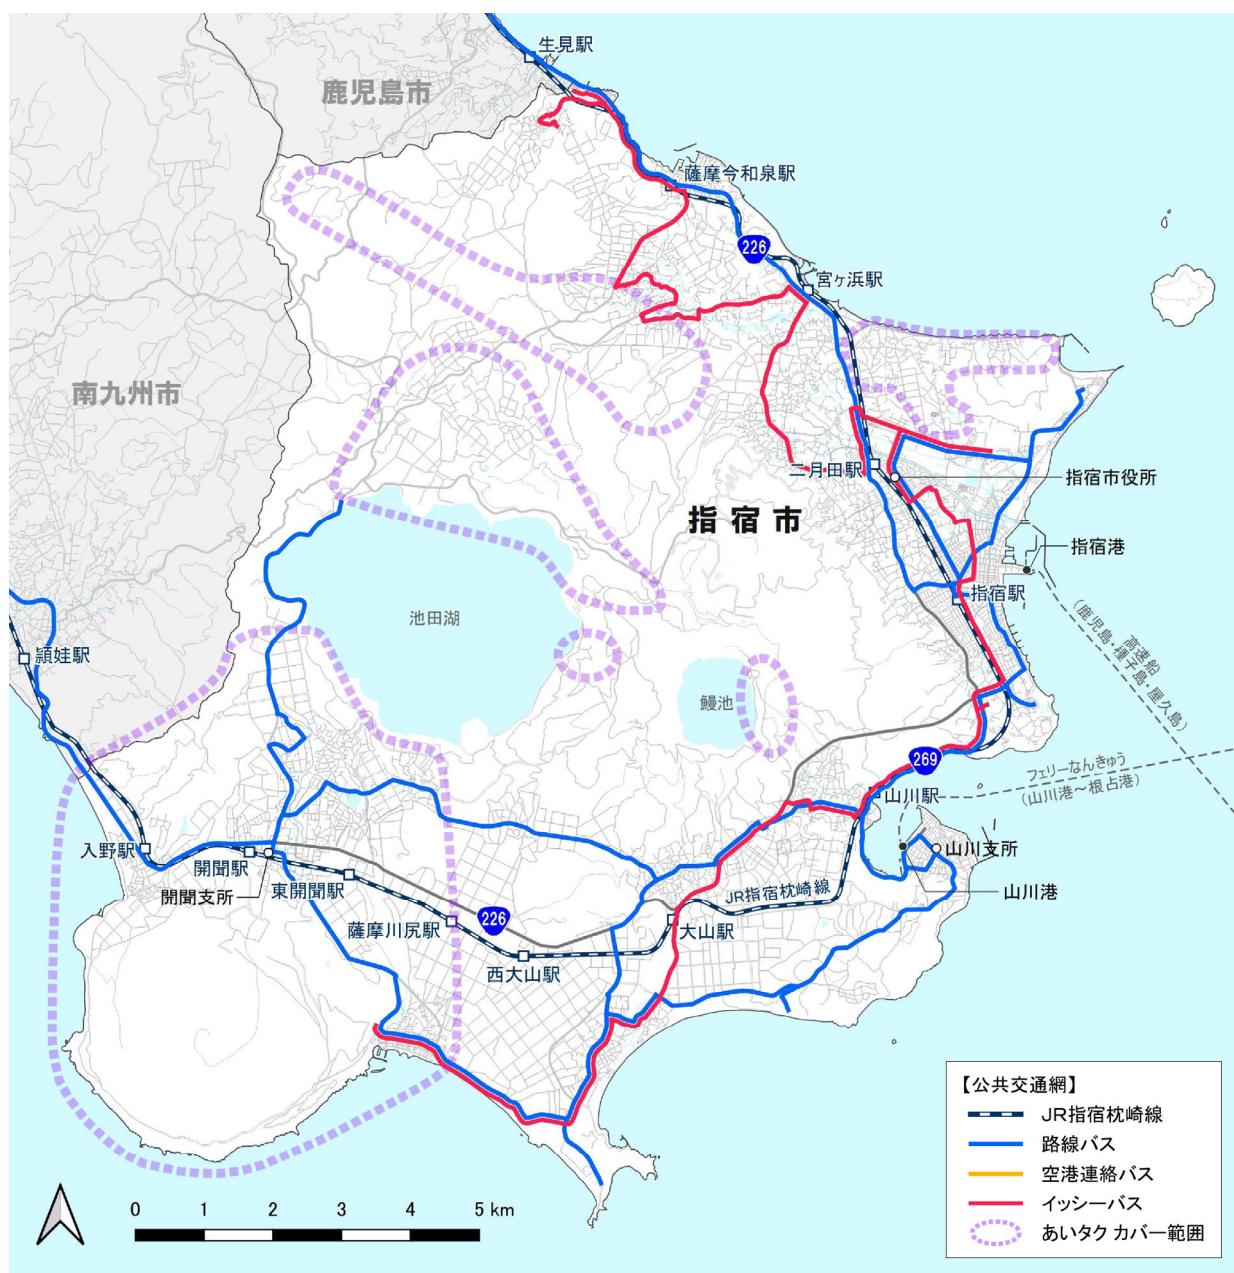 生見駅
鹿児島市
薩摩今和泉駅
226
宮ヶ浜駅
南九州市
二月田駅
指宿市役所
指宿市
指宿港
指宿駅
高速船
(鹿児島・種子島・屋久島)
池田湖
頴娃駅
鰻池
269
フェリーなんきゅう
(山川港～根占港)
山川駅
入野駅
開聞駅
山川支所
開聞支所
東開聞駅
JR指宿枕崎線
山川港
薩摩川尻駅
226
大山駅
西大山駅
【公共交通網】
JR指宿枕崎線
路線バス
空港連絡バス
イッシーバス
あいタク カバー範囲
0 1 2 3 4 5 km